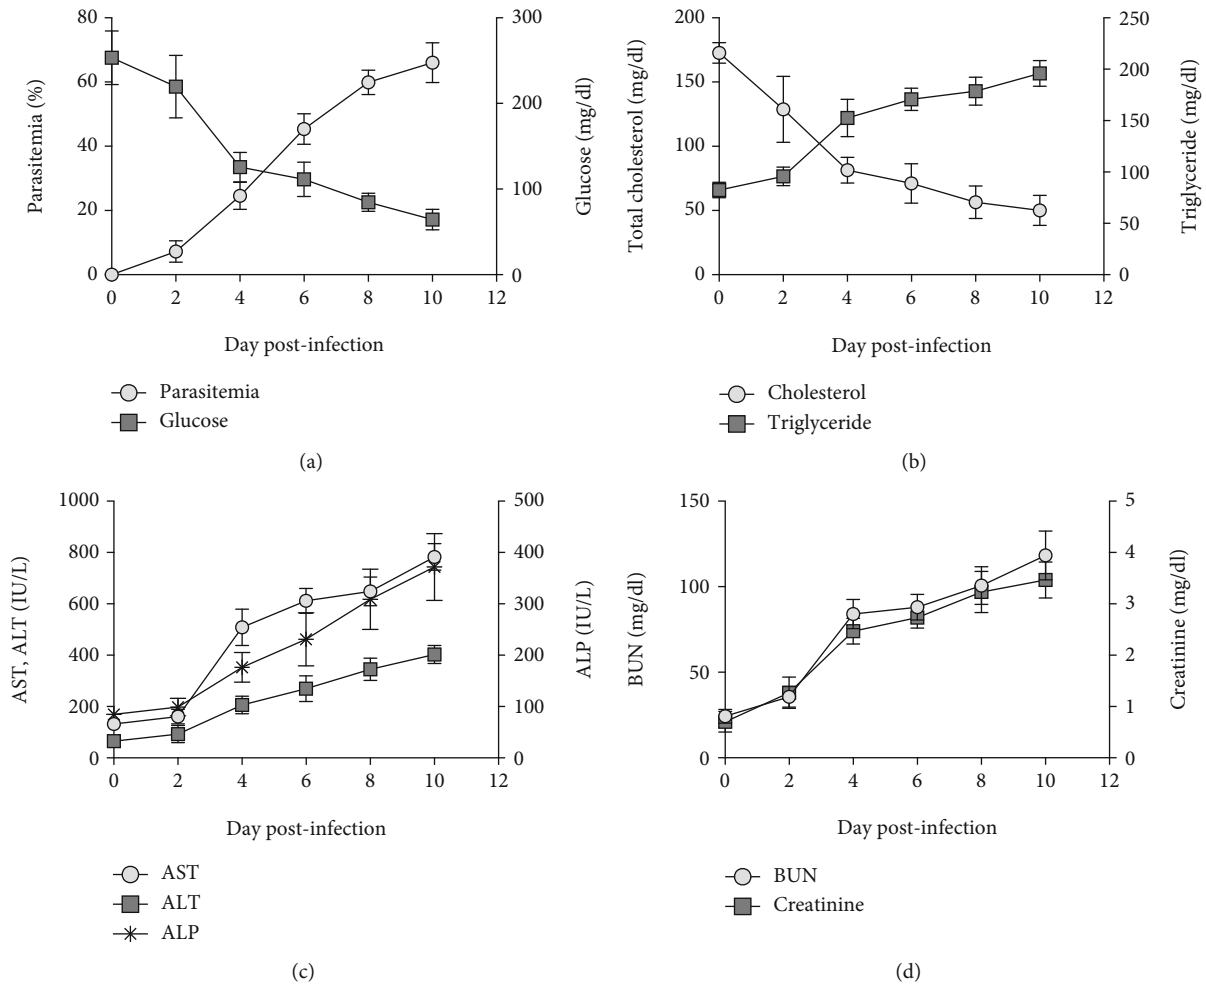 80
60
40
20
0
Parasitemia (%)
300
200
100
0
Glucose (mg/dl)
0 2 4 6 8 10 12
Day post-infection
Parasitemia
Glucose
(a)
200
150
100
50
0
Total cholesterol (mg/dl)
250
200
150
100
50
0
Triglyceride (mg/dl)
0 2 4 6 8 10 12
Day post-infection
Cholesterol
Triglyceride
(b)
1000
800
600
400
200
0
AST, ALT (IU/L)
500
400
300
200
100
0
ALP (IU/L)
0 2 4 6 8 10 12
Day post-infection
AST
ALT
ALP
(c)
150
100
50
0
BUN (mg/dl)
5
4
3
2
1
0
Creatinine (mg/dl)
0 2 4 6 8 10 12
Day post-infection
BUN
Creatinine
(d)